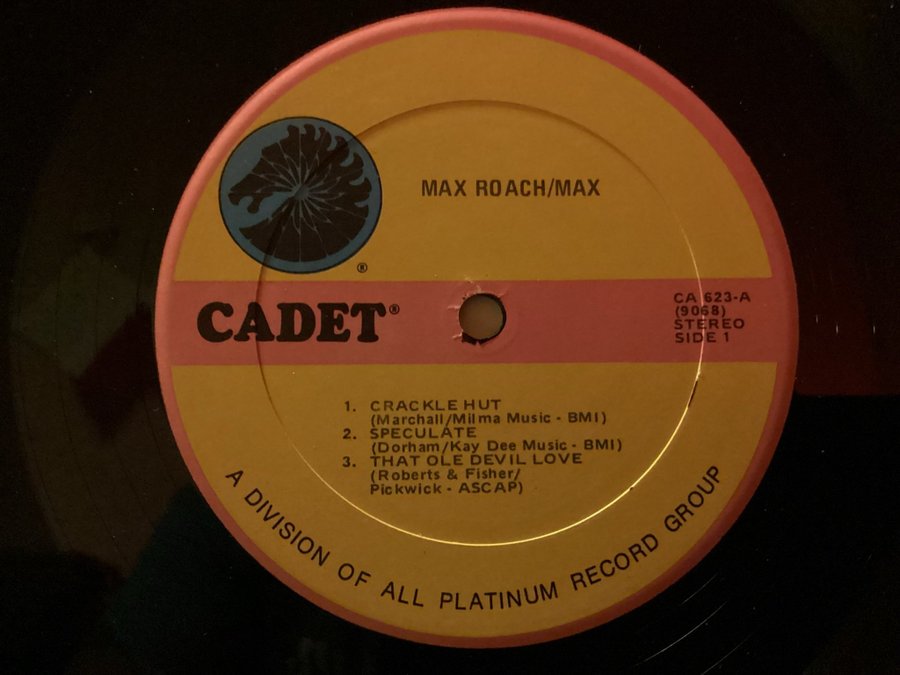 MAX ROACH/MAX
®
CADET®
CA 623-A
(9068)
STEREO
SIDE 1
1. CRACKLE HUT
(Marchall/Milma Music - BMI)
2. SPECULATE
(Dorham/Kay Dee Music - BMI)
3. THAT OLE DEVIL LOVE
(Roberts & Fisher/
Pickwick - ASCAP)
A DIVISION OF ALL PLATINUM RECORD GROUP